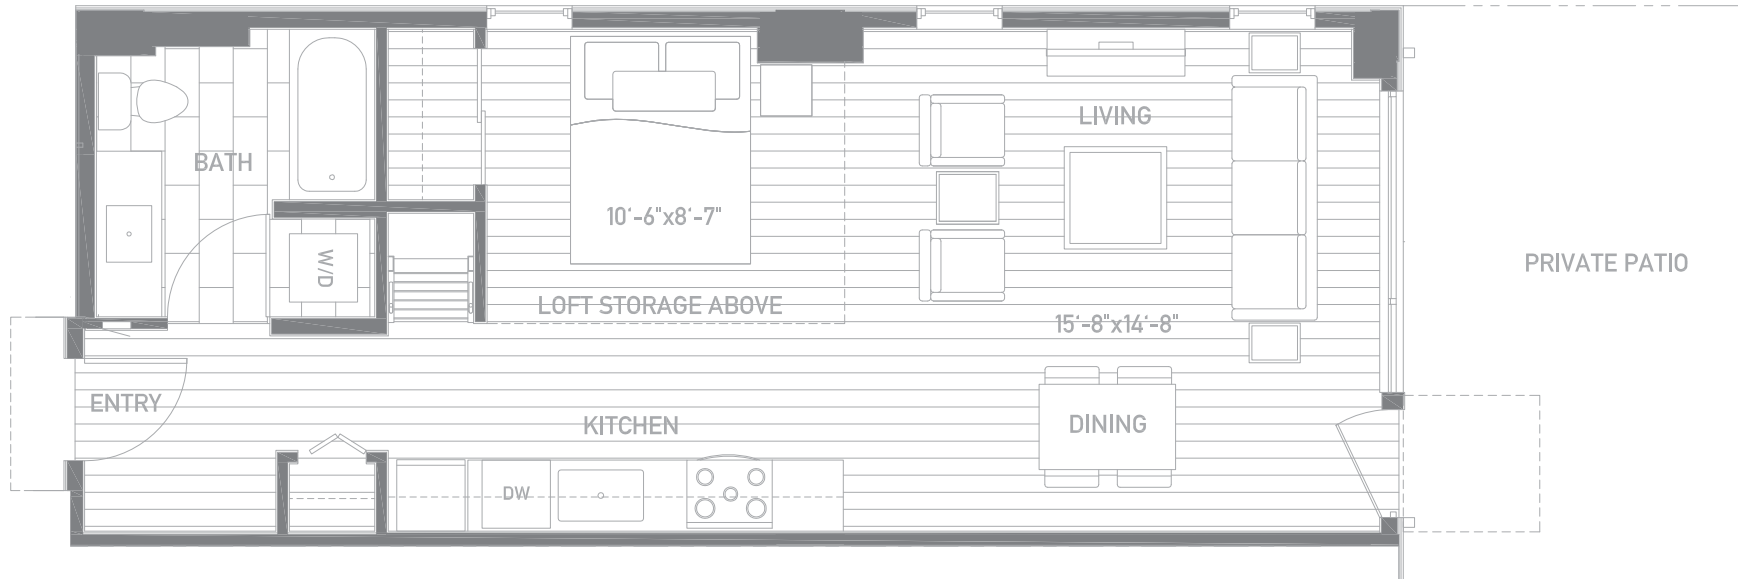 LIVING
BATH
10'-6"x8'-7"
W/D
PRIVATE PATIO
LOFT STORAGE ABOVE
15'-8"x14'-8"
ENTRY
KITCHEN
DINING
DW